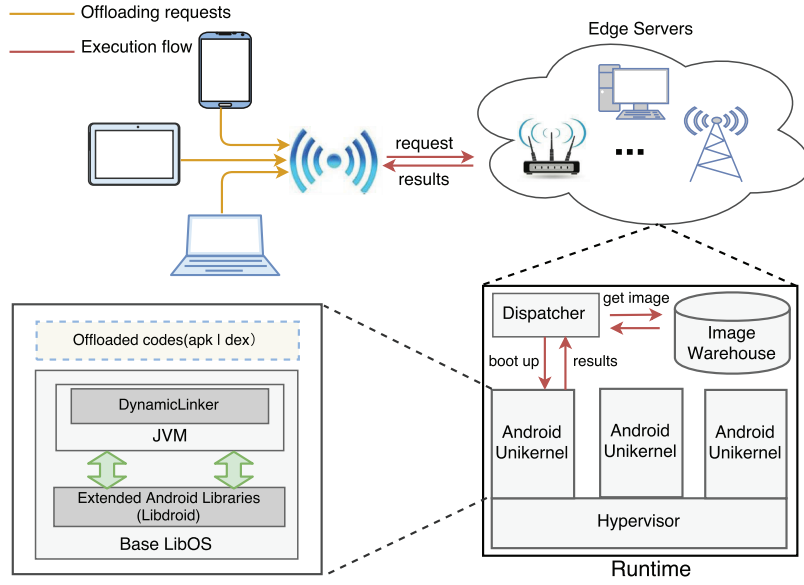 Offloading requests
Execution flow
Edge Servers
request
results
...
Dispatcher
get image
Image
Warehouse
boot up
results
Android
Unikernel
Android
Unikernel
Android
Unikernel
Hypervisor
Runtime
Offloaded codes(apk | dex)
DynamicLinker
JVM
Extended Android Libraries
(Libdroid)
Base LibOS